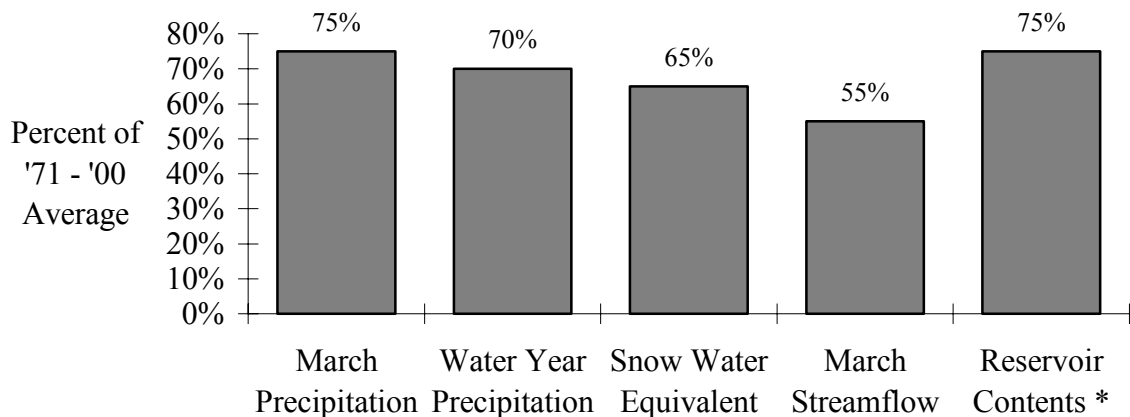 75%
70%
65%
55%
75%
80%
70%
60%
50%
40%
30%
20%
10%
0%
Percent of
'71 - '00
Average
March
Precipitation
Water Year
Precipitation
Snow Water
Equivalent
March
Streamflow
Reservoir
Contents *